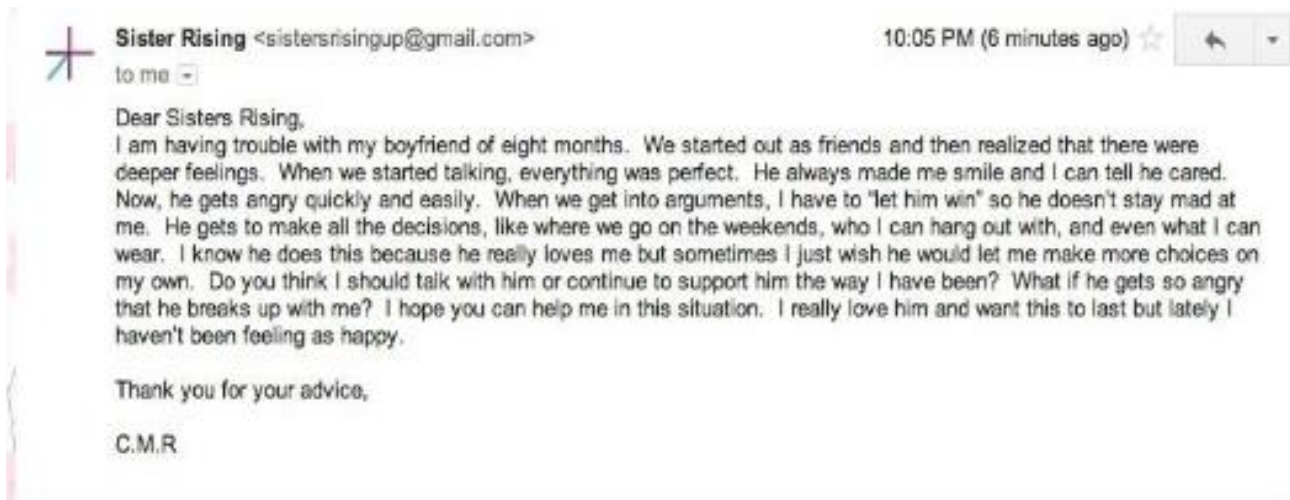 Sister Rising <sistersrisingup@gmail.com> 10:05 PM (6 minutes ago)
to me
Dear Sisters Rising,
I am having trouble with my boyfriend of eight months. We started out as friends and then realized that there were
deeper feelings. When we started talking, everything was perfect. He always made me smile and I can tell he cared.
Now, he gets angry quickly and easily. When we get into arguments, I have to "let him win" so he doesn't stay mad at
me. He gets to make all the decisions, like where we go on the weekends, who I can hang out with, and even what I can
wear. I know he does this because he really loves me but sometimes I just wish he would let me make more choices on
my own. Do you think I should talk with him or continue to support him the way I have been? What if he gets so angry
that he breaks up with me? I hope you can help me in this situation. I really love him and want this to last but lately I
haven't been feeling as happy.
Thank you for your advice,
C.M.R